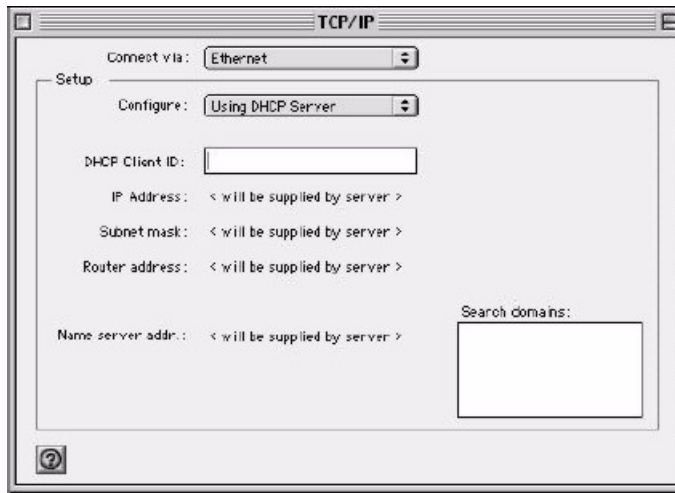 TCP/IP
Connect via: Ethernet
Setup
Configure: Using DHCP Server
DHCP Client ID:
IP Address: < will be supplied by server >
Subnet mask: < will be supplied by server >
Router address: < will be supplied by server >
Search domains:
Name server addr.: < will be supplied by server >
?